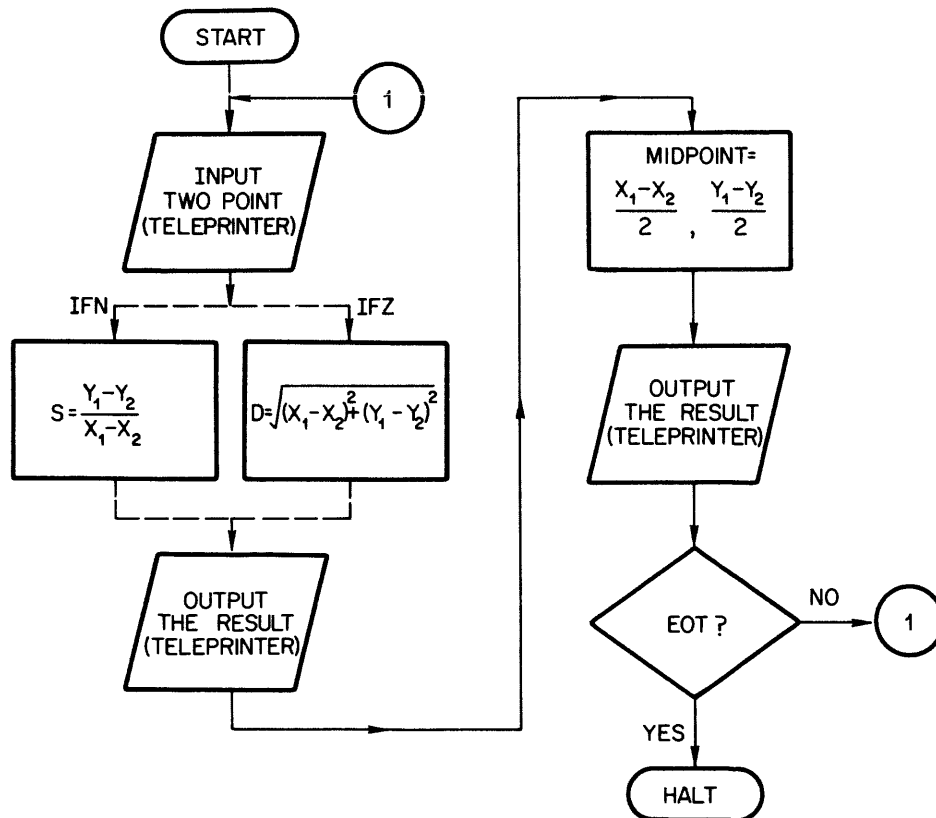 START
1
INPUT
TWO POINT
(TELEPRINTER)
IFN
IFZ
S = Y₁–Y₂ / X₁–X₂
D=√(X₁–X₂)²+(Y₁–Y₂)²
OUTPUT
THE RESULT
(TELEPRINTER)
MIDPOINT=
X₁–X₂ / 2 , Y₁–Y₂ / 2
OUTPUT
THE RESULT
(TELEPRINTER)
EOT ?
NO
1
YES
HALT